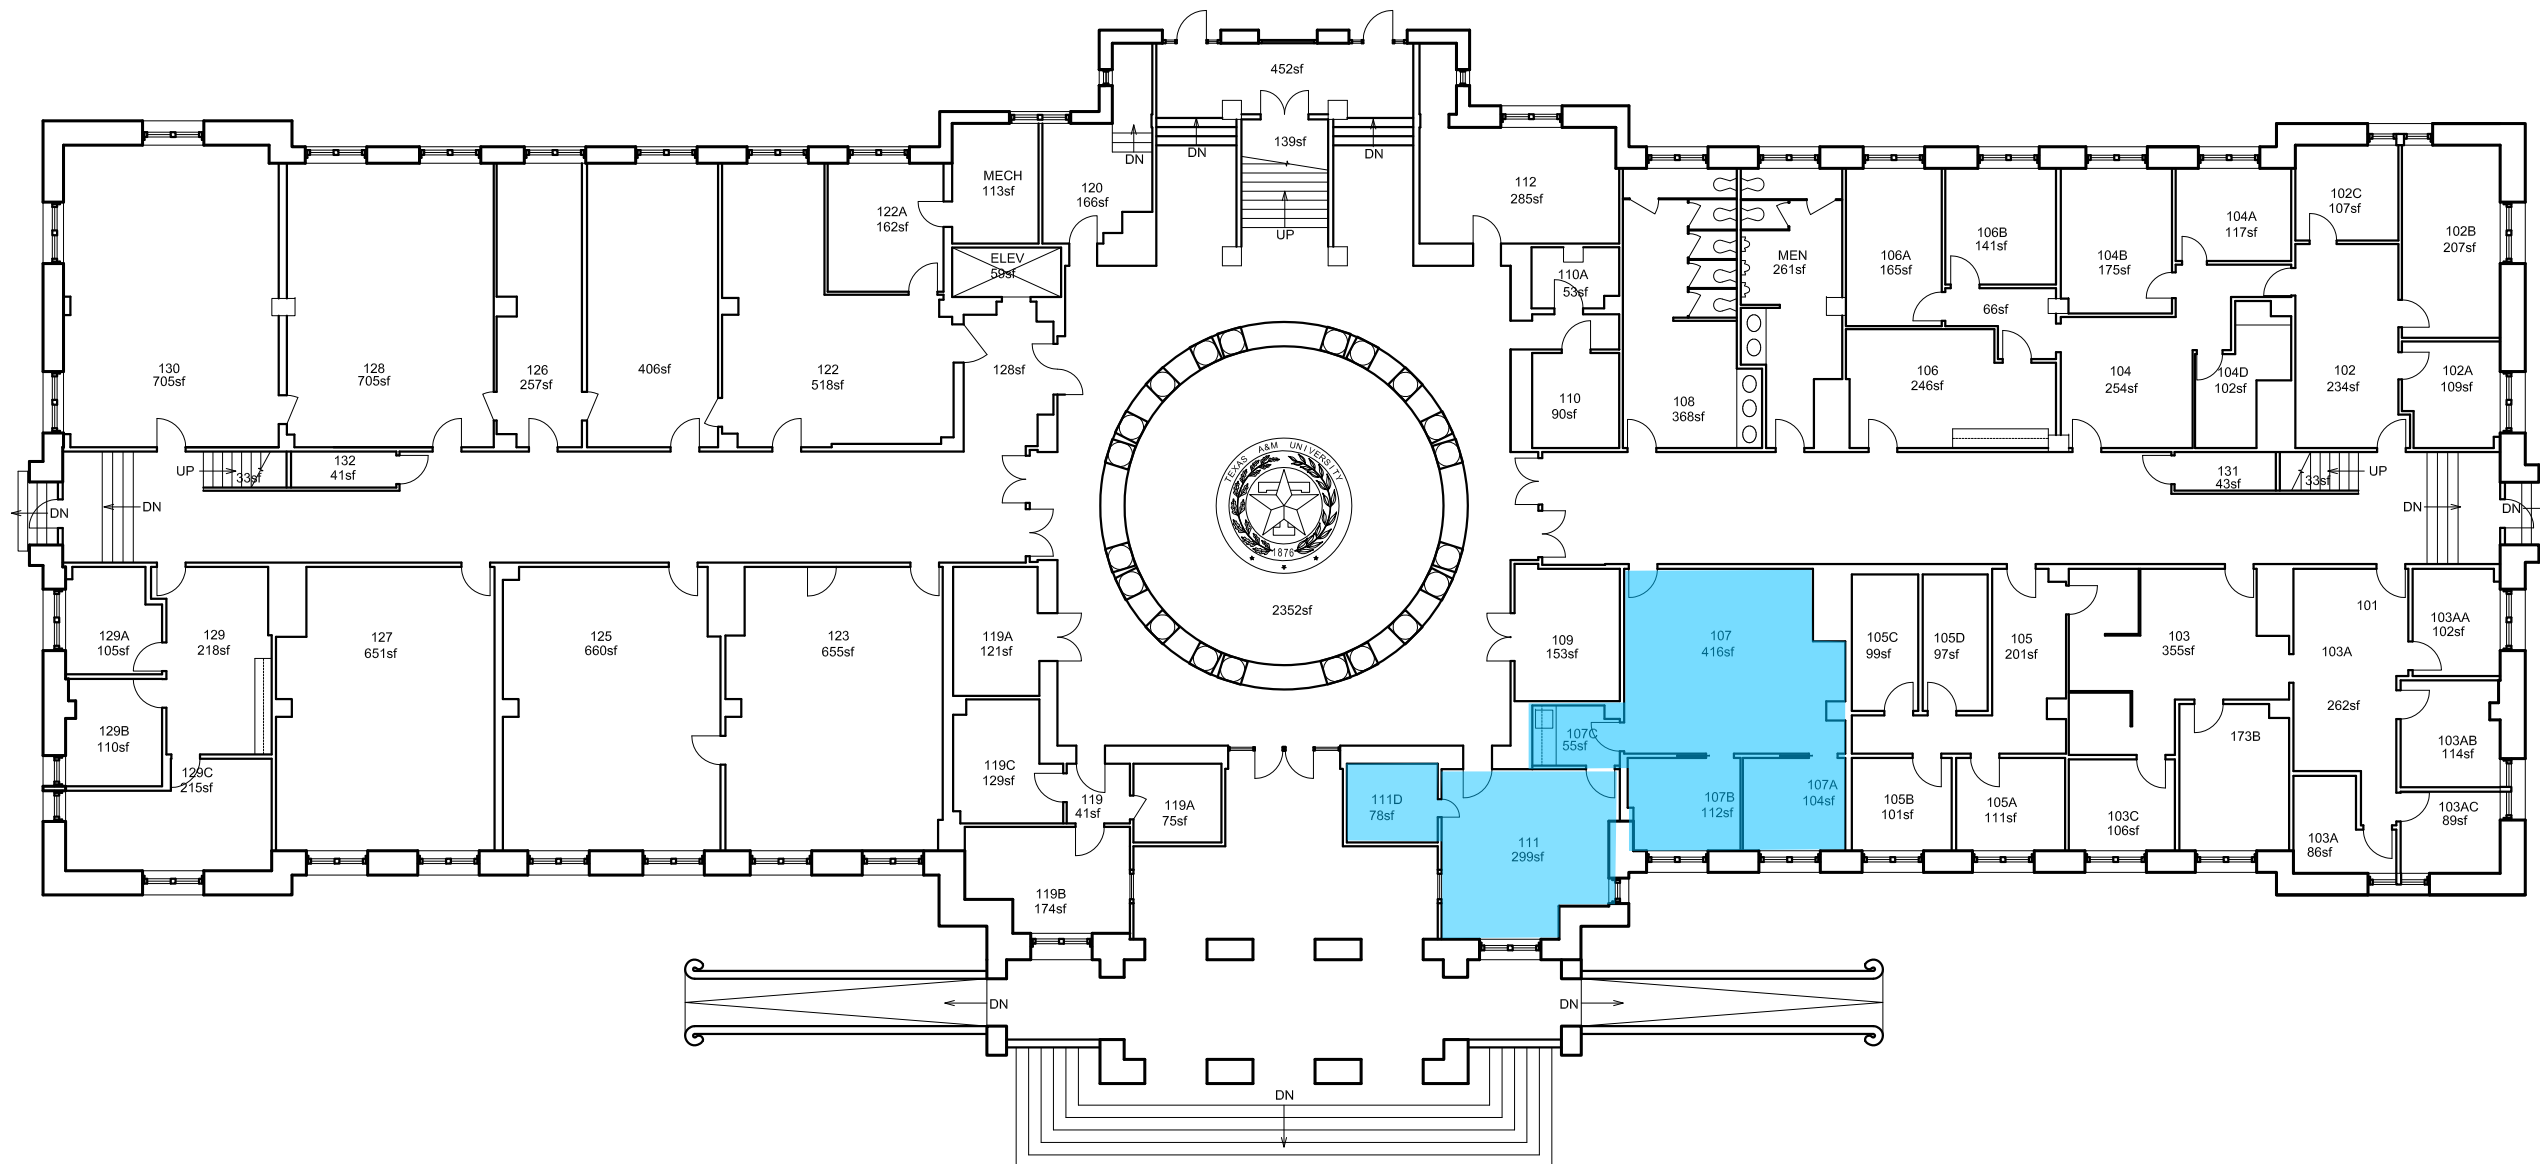 452sf
139sf
DN
DN
DN
UP
MECH
113sf
120
166sf
112
285sf
122A
162sf
ELEV
59sf
MEN
261sf
110A
53sf
106A
165sf
106B
141sf
104B
175sf
104A
117sf
102C
107sf
102B
207sf
66sf
130
705sf
128
705sf
126
257sf
406sf
122
518sf
128sf
110
90sf
108
368sf
106
246sf
104
254sf
104D
102sf
102
234sf
102A
109sf
UP
33sf
132
41sf
131
43sf
33sf
UP
DN
DN
DN
DN
TEXAS A&M UNIVERSITY
1876
2352sf
129A
105sf
129
218sf
127
651sf
125
660sf
123
655sf
119A
121sf
109
153sf
107
416sf
105C
99sf
105D
97sf
105
201sf
103
355sf
101
103A
262sf
103AA
102sf
129B
110sf
129C
215sf
119C
129sf
119
41sf
119A
75sf
111D
78sf
107C
55sf
107B
112sf
107A
104sf
105B
101sf
105A
111sf
103C
106sf
173B
103AB
114sf
103A
86sf
103AC
89sf
111
299sf
119B
174sf
DN
DN
DN